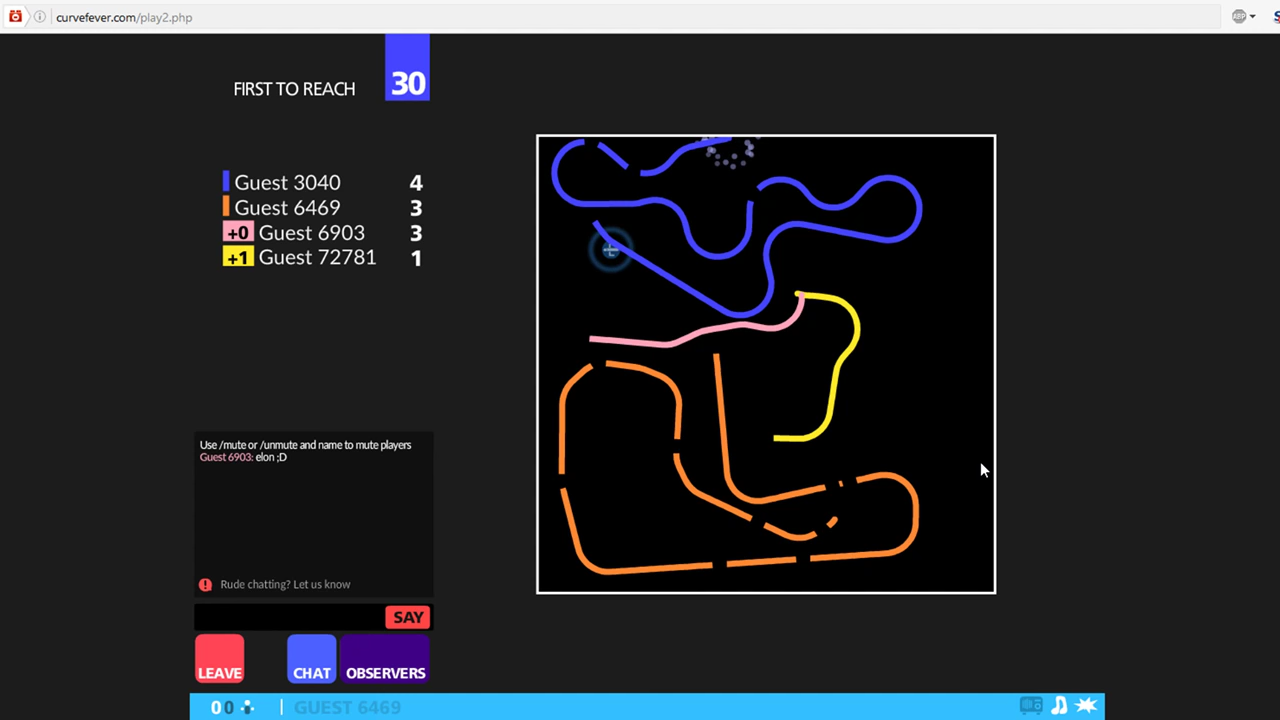 curvefever.com/play2.php
ABP
FIRST TO REACH 30
Guest 3040 4
Guest 6469 3
+0 Guest 6903 3
+1 Guest 72781 1
Use /mute or /unmute and name to mute players
Guest 6903: elon ;D
! Rude chatting? Let us know
SAY
LEAVE CHAT OBSERVERS
00 | GUEST 6469